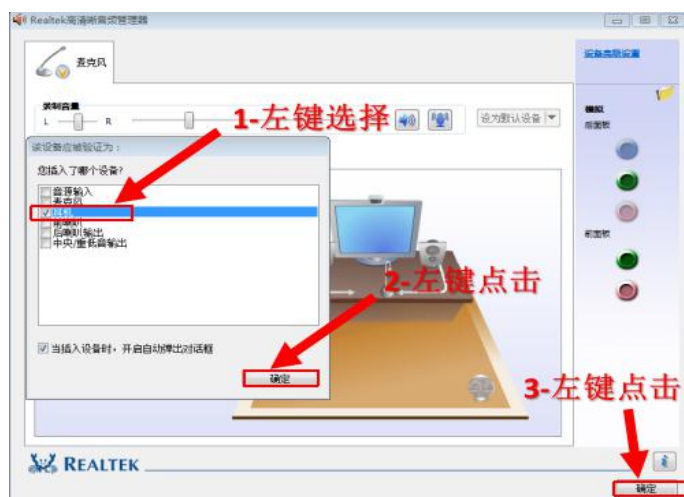 Realtek高清晰音频管理器
麦克风
设备高级设置
录制音量
L
R
1-左键选择
设为默认设备
模拟
后面板
该设备应被验证为：
您插入了哪个设备?
音源输入
麦克风
耳机
前喇叭
后喇叭输出
中央/重低音输出
前面板
2-左键点击
当插入设备时，开启自动弹出对话框
确定
3-左键点击
REALTEK
i
确定